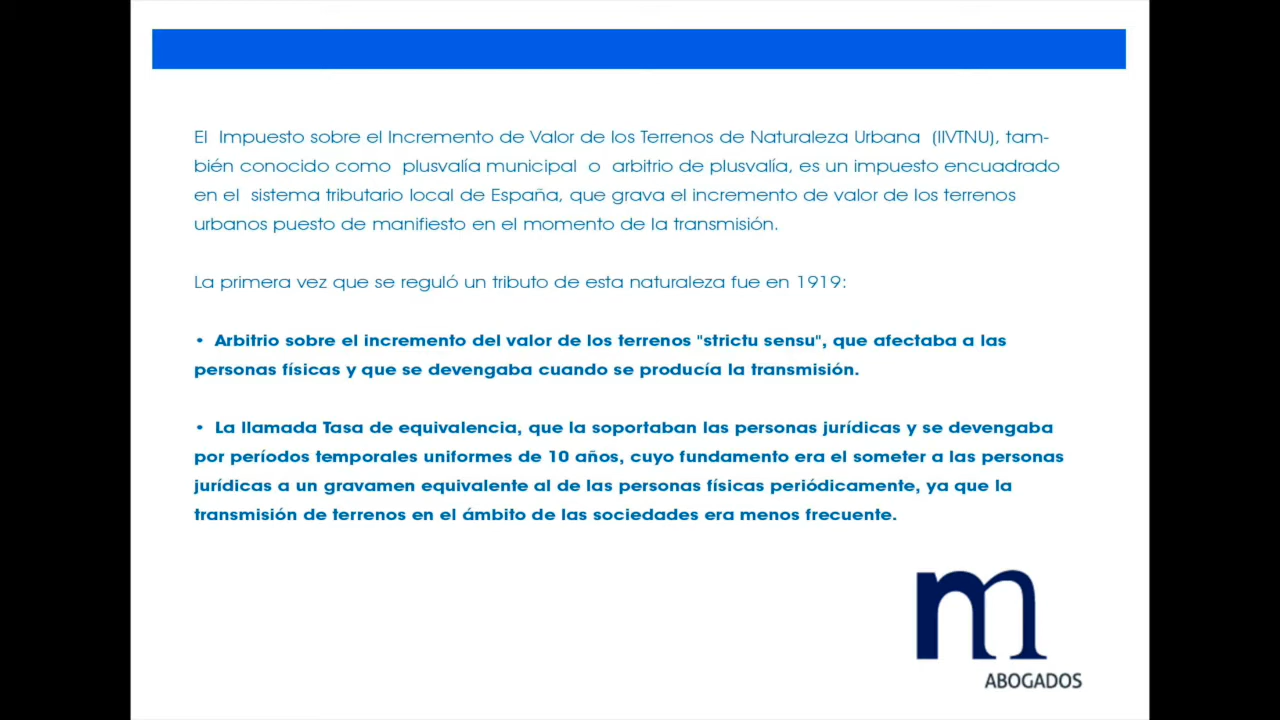 El Impuesto sobre el Incremento de Valor de los Terrenos de Naturaleza Urbana (IIVTNU), tam-
bién conocido como plusvalía municipal o arbitrio de plusvalía, es un impuesto encuadrado
en el sistema tributario local de España, que grava el incremento de valor de los terrenos
urbanos puesto de manifiesto en el momento de la transmisión.
La primera vez que se reguló un tributo de esta naturaleza fue en 1919:
• Arbitrio sobre el incremento del valor de los terrenos "strictu sensu", que afectaba a las
personas físicas y que se devengaba cuando se producía la transmisión.
• La llamada Tasa de equivalencia, que la soportaban las personas jurídicas y se devengaba
por períodos temporales uniformes de 10 años, cuyo fundamento era el someter a las personas
jurídicas a un gravamen equivalente al de las personas físicas periódicamente, ya que la
transmisión de terrenos en el ámbito de las sociedades era menos frecuente.
m
ABOGADOS